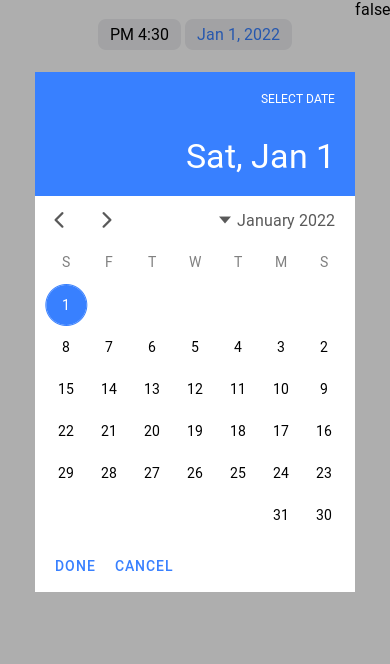 false
PM 4:30 Jan 1, 2022
SELECT DATE
Sat, Jan 1
January 2022
S F T W T M S
1
8 7 6 5 4 3 2
15 14 13 12 11 10 9
22 21 20 19 18 17 16
29 28 27 26 25 24 23
31 30
DONE CANCEL